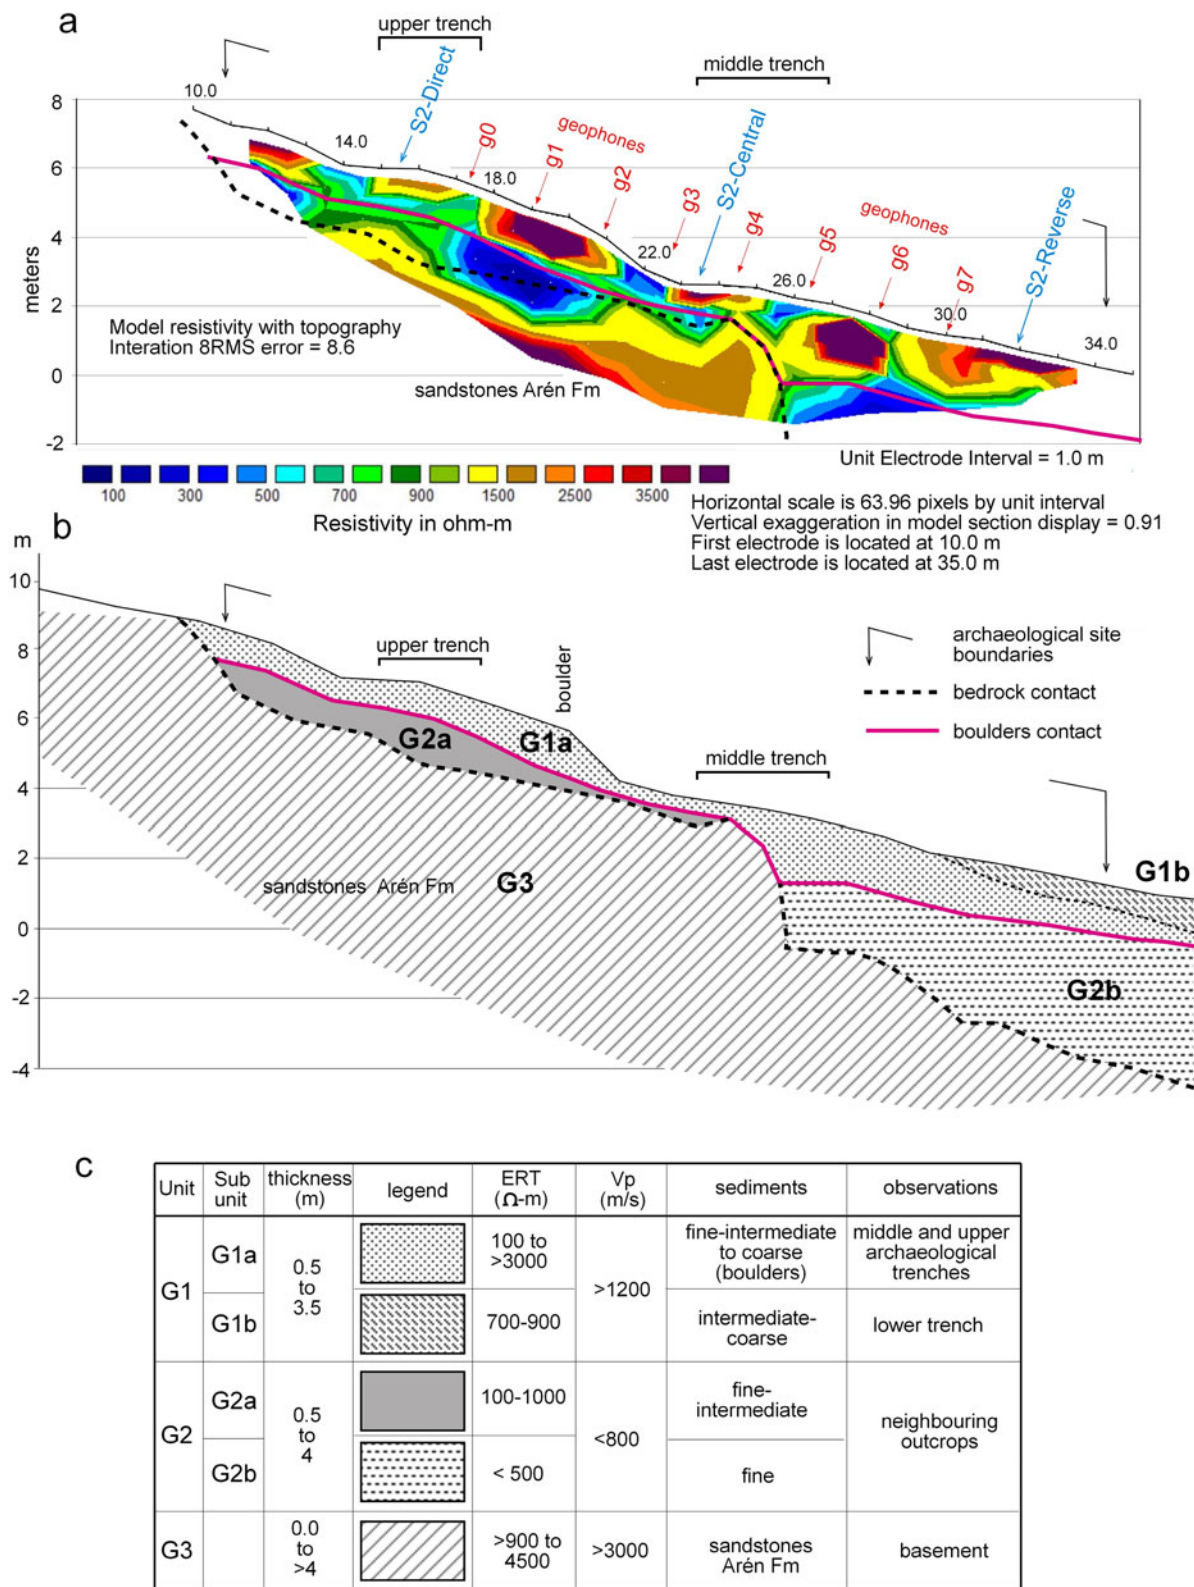 a
upper trench
S2-Direct
middle trench
8
10.0
g0
geophones
S2-Central
6
14.0
g1
18.0
g2
g3
g4
geophones
S2-Reverse
4
22.0
g5
g6
meters
26.0
g7
2
30.0
34.0
Model resistivity with topography
Interation 8RMS error = 8.6
0
sandstones Arén Fm
-2
Unit Electrode Interval = 1.0 m
100 300 500 700 900 1500 2500 3500
Resistivity in ohm-m
Horizontal scale is 63.96 pixels by unit interval
Vertical exaggeration in model section display = 0.91
First electrode is located at 10.0 m
Last electrode is located at 35.0 m
b
m
10
archaeological site
boundaries
bedrock contact
boulders contact
8
upper trench
boulder
6
G2a
G1a
middle trench
4
2
sandstones Arén Fm
G3
G1b
0
G2b
-2
-4
c
Unit
Sub
unit
thickness
(m)
legend
ERT
(Ω-m)
Vp
(m/s)
sediments
observations
G1
G1a
0.5
to
3.5
100 to
>3000
>1200
fine-intermediate
to coarse
(boulders)
middle and upper
archaeological
trenches
G1b
700-900
intermediate-
coarse
lower trench
G2
G2a
0.5
to
4
100-1000
<800
fine-
intermediate
neighbouring
outcrops
G2b
< 500
fine
G3
0.0
to
>4
>900 to
4500
>3000
sandstones
Arén Fm
basement